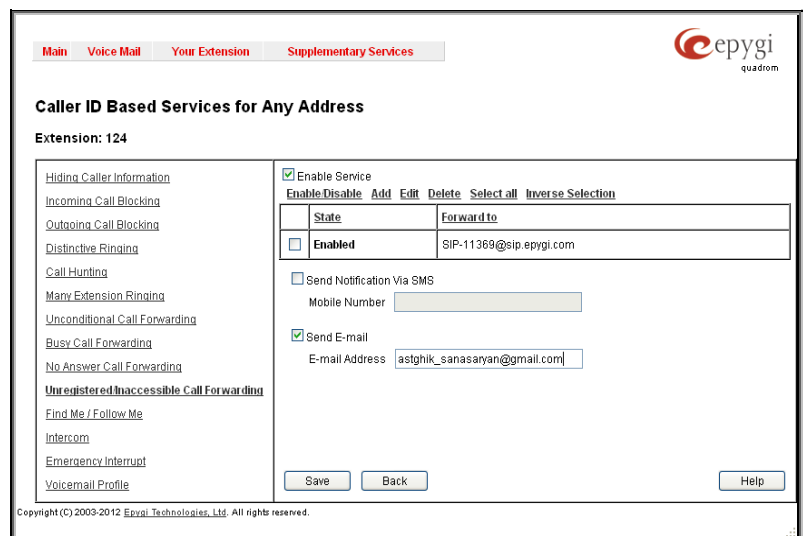 Main Voice Mail Your Extension Supplementary Services
epygi
quadrom
Caller ID Based Services for Any Address
Extension: 124
Hiding Caller Information
Incoming Call Blocking
Outgoing Call Blocking
Distinctive Ringing
Call Hunting
Many Extension Ringing
Unconditional Call Forwarding
Busy Call Forwarding
No Answer Call Forwarding
Unregistered/Inaccessible Call Forwarding
Find Me / Follow Me
Intercom
Emergency Interrupt
Voicemail Profile
Enable Service
Enable/Disable Add Edit Delete Select all Inverse Selection
State Forward to
Enabled SIP-11369@sip.epygi.com
Send Notification Via SMS
Mobile Number
Send E-mail
E-mail Address astghik_sanasaryan@gmail.com
Save Back Help
Copyright (C) 2003-2012 Epygi Technologies, Ltd. All rights reserved.